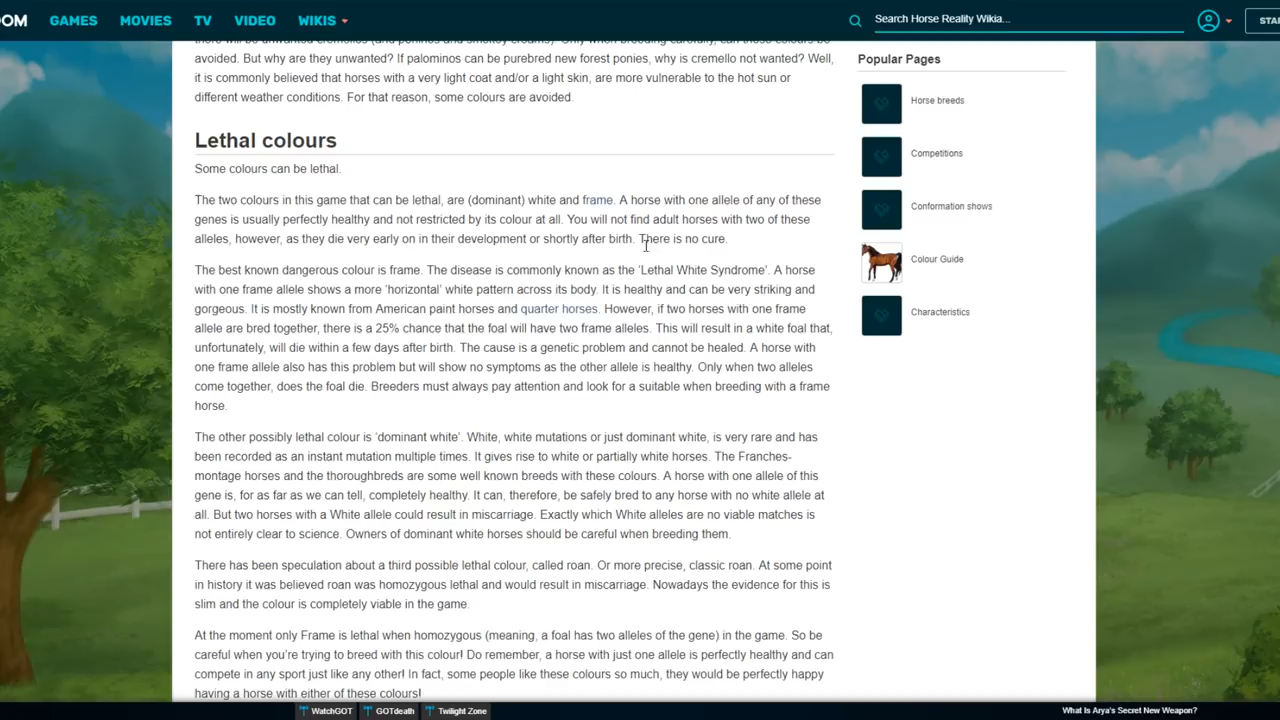 OOM GAMES MOVIES TV VIDEO WIKIS Search Horse Reality Wikia... STAR
there will be unwanted cremellos (and perlinos and smokey creams). Only when breeding carefully, can those colours be
avoided. But why are they unwanted? If palominos can be purebred new forest ponies, why is cremello not wanted? Well,
it is commonly believed that horses with a very light coat and/or a light skin, are more vulnerable to the hot sun or
different weather conditions. For that reason, some colours are avoided.
Lethal colours
Some colours can be lethal.
The two colours in this game that can be lethal, are (dominant) white and frame. A horse with one allele of any of these
genes is usually perfectly healthy and not restricted by its colour at all. You will not find adult horses with two of these
alleles, however, as they die very early on in their development or shortly after birth. There is no cure.
The best known dangerous colour is frame. The disease is commonly known as the 'Lethal White Syndrome'. A horse
with one frame allele shows a more 'horizontal' white pattern across its body. It is healthy and can be very striking and
gorgeous. It is mostly known from American paint horses and quarter horses. However, if two horses with one frame
allele are bred together, there is a 25% chance that the foal will have two frame alleles. This will result in a white foal that,
unfortunately, will die within a few days after birth. The cause is a genetic problem and cannot be healed. A horse with
one frame allele also has this problem but will show no symptoms as the other allele is healthy. Only when two alleles
come together, does the foal die. Breeders must always pay attention and look for a suitable when breeding with a frame
horse.
The other possibly lethal colour is 'dominant white'. White, white mutations or just dominant white, is very rare and has
been recorded as an instant mutation multiple times. It gives rise to white or partially white horses. The Franches-
montage horses and the thoroughbreds are some well known breeds with these colours. A horse with one allele of this
gene is, for as far as we can tell, completely healthy. It can, therefore, be safely bred to any horse with no white allele at
all. But two horses with a White allele could result in miscarriage. Exactly which White alleles are no viable matches is
not entirely clear to science. Owners of dominant white horses should be careful when breeding them.
There has been speculation about a third possible lethal colour, called roan. Or more precise, classic roan. At some point
in history it was believed roan was homozygous lethal and would result in miscarriage. Nowadays the evidence for this is
slim and the colour is completely viable in the game.
At the moment only Frame is lethal when homozygous (meaning, a foal has two alleles of the gene) in the game. So be
careful when you're trying to breed with this colour! Do remember, a horse with just one allele is perfectly healthy and can
compete in any sport just like any other! In fact, some people like these colours so much, they would be perfectly happy
having a horse with either of these colours!
Popular Pages
Horse breeds
Competitions
Conformation shows
Colour Guide
Characteristics
WatchGOT GOTdeath Twilight Zone What Is Arya's Secret New Weapon?